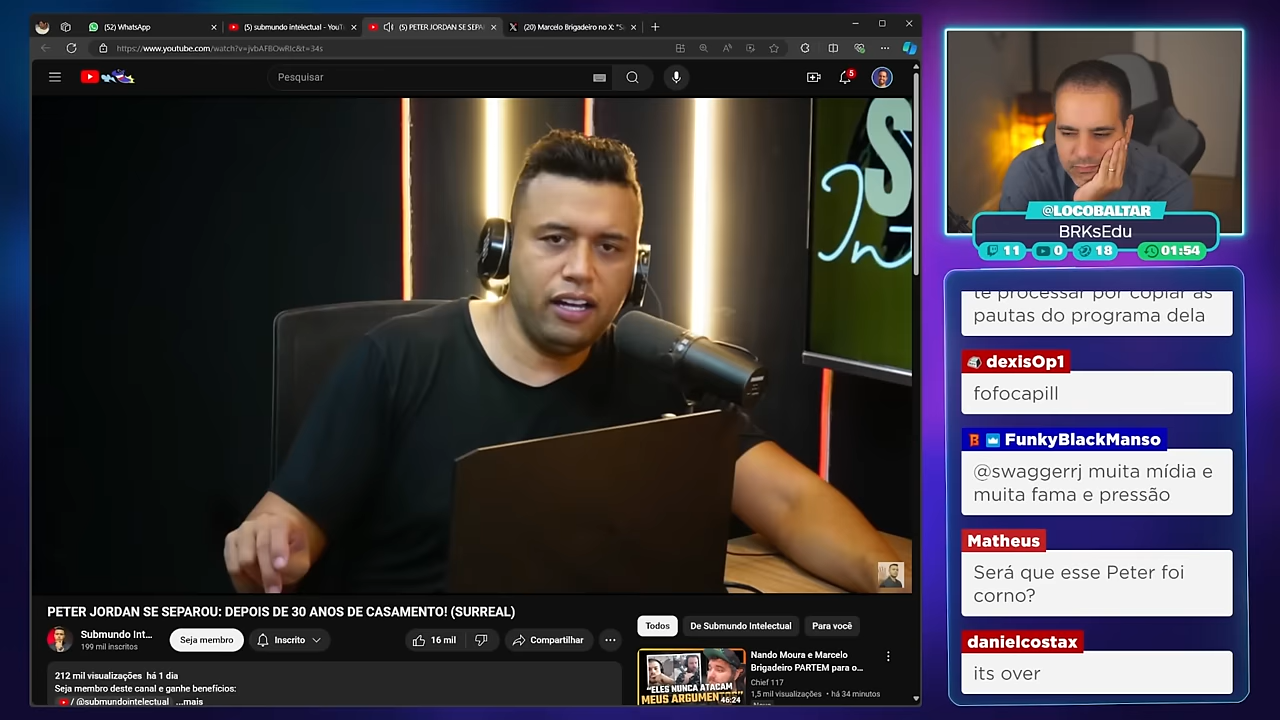 (52) WhatsApp
(5) submundo intelectual - YouT
(5) PETER JORDAN SE SEPAR
(20) Marcelo Brigadeiro no X: "S
https://www.youtube.com/watch?v=jvbAFBOwRIc&t=34s
Pesquisar
5
@LOCOBALTAR
BRKsEdu
11
0
18
01:54
te processar por copiar as
pautas do programa dela
dexisOp1
fofocapill
FunkyBlackManso
@swaggerrj muita mídia e
muita fama e pressão
Matheus
Será que esse Peter foi
corno?
danielcostax
its over
PETER JORDAN SE SEPAROU: DEPOIS DE 30 ANOS DE CASAMENTO! (SURREAL)
Submundo Int...
199 mil inscritos
Seja membro
Inscrito
16 mil
Compartilhar
212 mil visualizações há 1 dia
Seja membro deste canal e ganhe benefícios:
/ @submundointelectual ...mais
Todos
De Submundo Intelectual
Para você
"ELES NUNCA ATACAM
MEUS ARGUMENTO
46:24
Nando Moura e Marcelo
Brigadeiro PARTEM para o...
Chief 117
1,5 mil visualizações • há 34 minutos
Novo